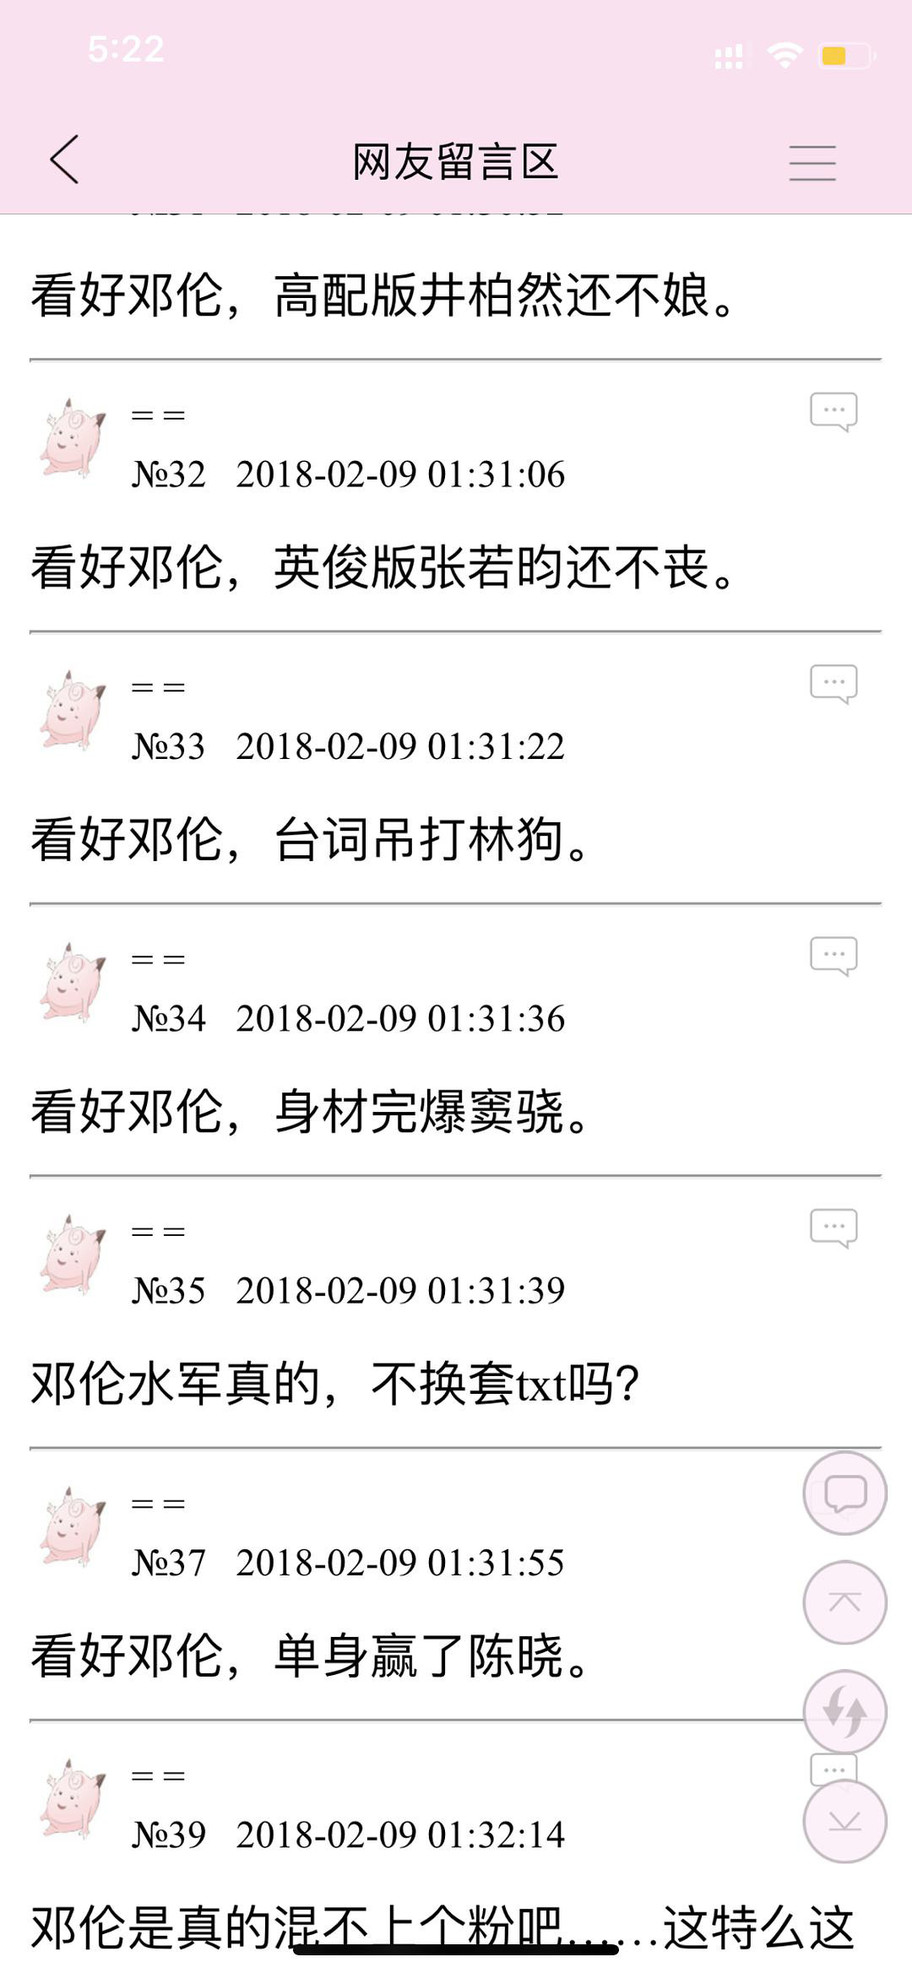 5:22
网友留言区
看好邓伦，高配版井柏然还不娘。
= =
№32 2018-02-09 01:31:06
看好邓伦，英俊版张若昀还不丧。
= =
№33 2018-02-09 01:31:22
看好邓伦，台词吊打林狗。
= =
№34 2018-02-09 01:31:36
看好邓伦，身材完爆窦骁。
= =
№35 2018-02-09 01:31:39
邓伦水军真的，不换套txt吗？
= =
№37 2018-02-09 01:31:55
看好邓伦，单身赢了陈晓。
= =
№39 2018-02-09 01:32:14
邓伦是真的混不上个粉吧……这特么这